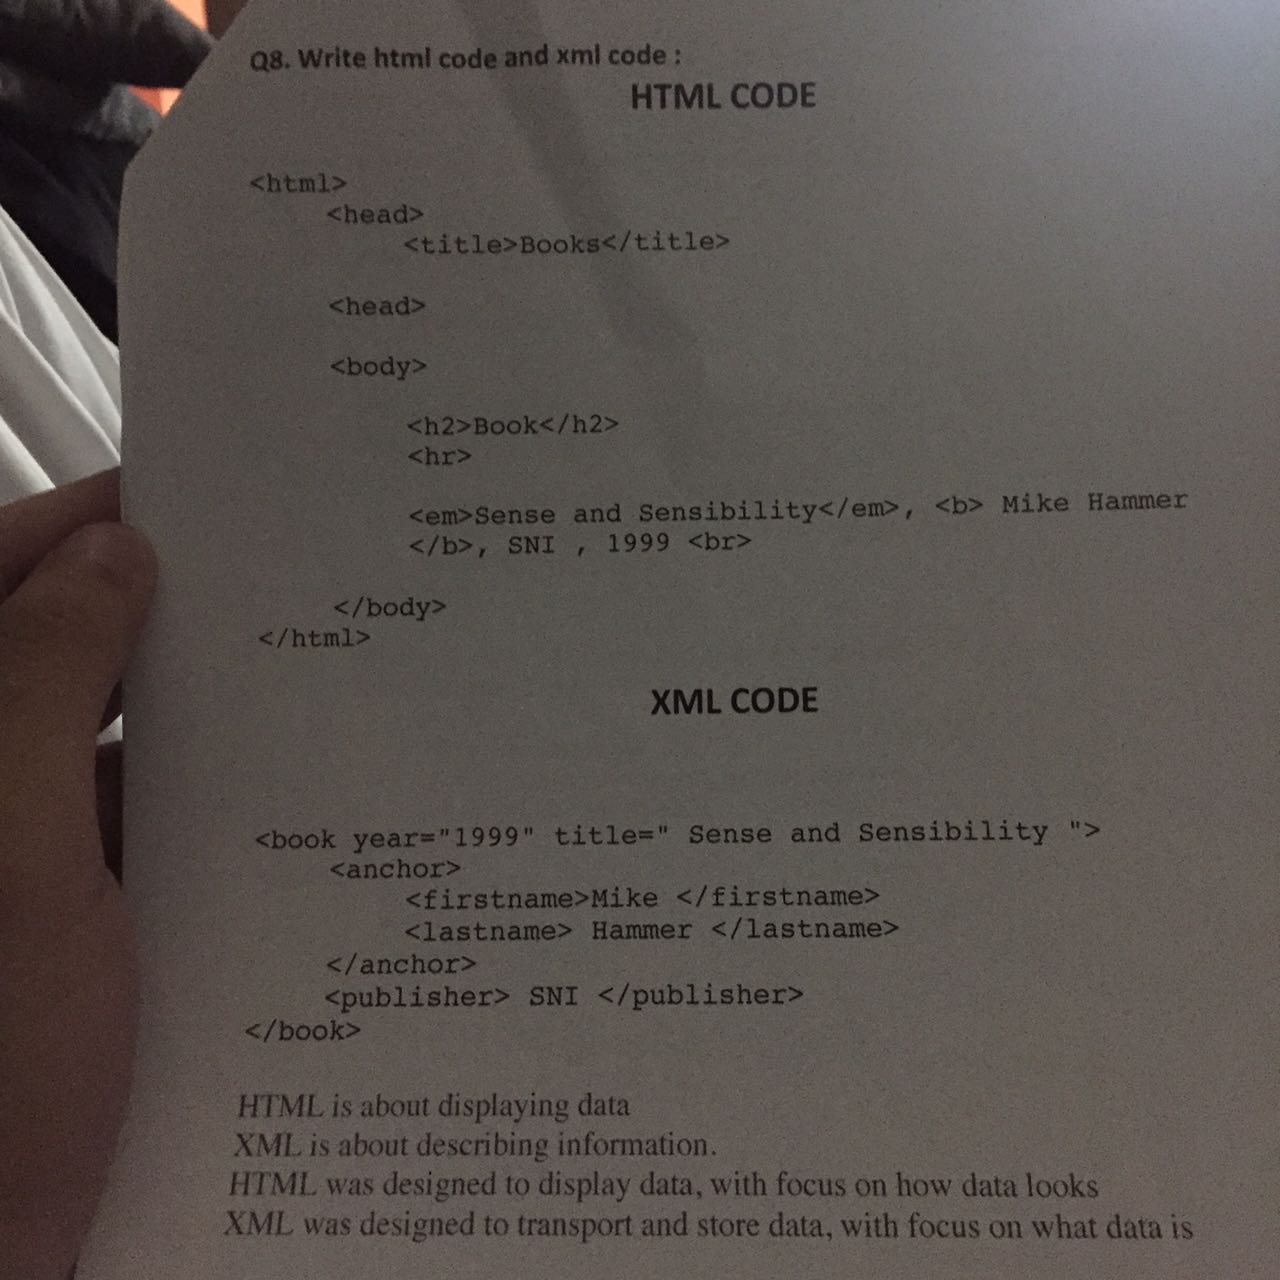 Q8. Write html code and xml code :
HTML CODE
<html>
<head>
<title>Books</title>
<head>
<body>
<h2>Book</h2>
<hr>
<em>Sense and Sensibility</em>, <b> Mike Hammer
</b>, SNI , 1999 <br>
</body>
</html>
XML CODE
<book year="1999" title=" Sense and Sensibility ">
<anchor>
<firstname>Mike </firstname>
<lastname> Hammer </lastname>
</anchor>
<publisher> SNI </publisher>
</book>
HTML is about displaying data
XML is about describing information.
HTML was designed to display data, with focus on how data looks
XML was designed to transport and store data, with focus on what data is